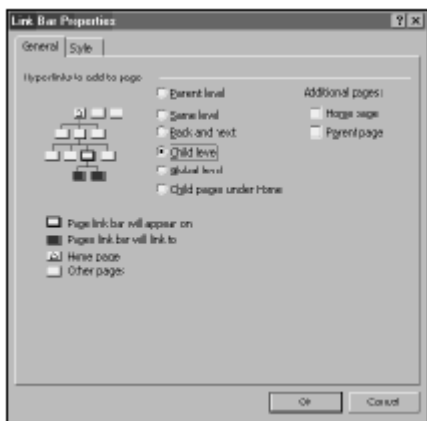 Link Bar Properties
General Style
Hyperlinks to add to page
Parent level
Same level
Back and next
Child level
Global level
Child pages under Home
Additional pages:
Home page
Parent page
Page link bar will appear on
Pages link bar will link to
Home page
Other pages
OK Cancel